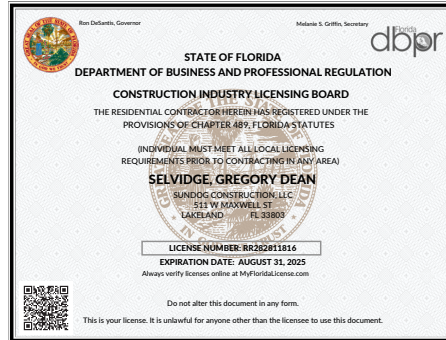 Ron DeSantis, Governor
Melanie S. Griffin, Secretary
Florida
dbpr
STATE OF FLORIDA
DEPARTMENT OF BUSINESS AND PROFESSIONAL REGULATION
CONSTRUCTION INDUSTRY LICENSING BOARD
THE RESIDENTIAL CONTRACTOR HEREIN HAS REGISTERED UNDER THE
PROVISIONS OF CHAPTER 489, FLORIDA STATUTES
(INDIVIDUAL MUST MEET ALL LOCAL LICENSING
REQUIREMENTS PRIOR TO CONTRACTING IN ANY AREA)
SELVIDGE, GREGORY DEAN
SUNDOG CONSTRUCTION, LLC
511 W MAXWELL ST
LAKELAND FL 33803
LICENSE NUMBER: RR282811816
EXPIRATION DATE: AUGUST 31, 2025
Always verify licenses online at MyFloridaLicense.com
Do not alter this document in any form.
This is your license. It is unlawful for anyone other than the licensee to use this document.